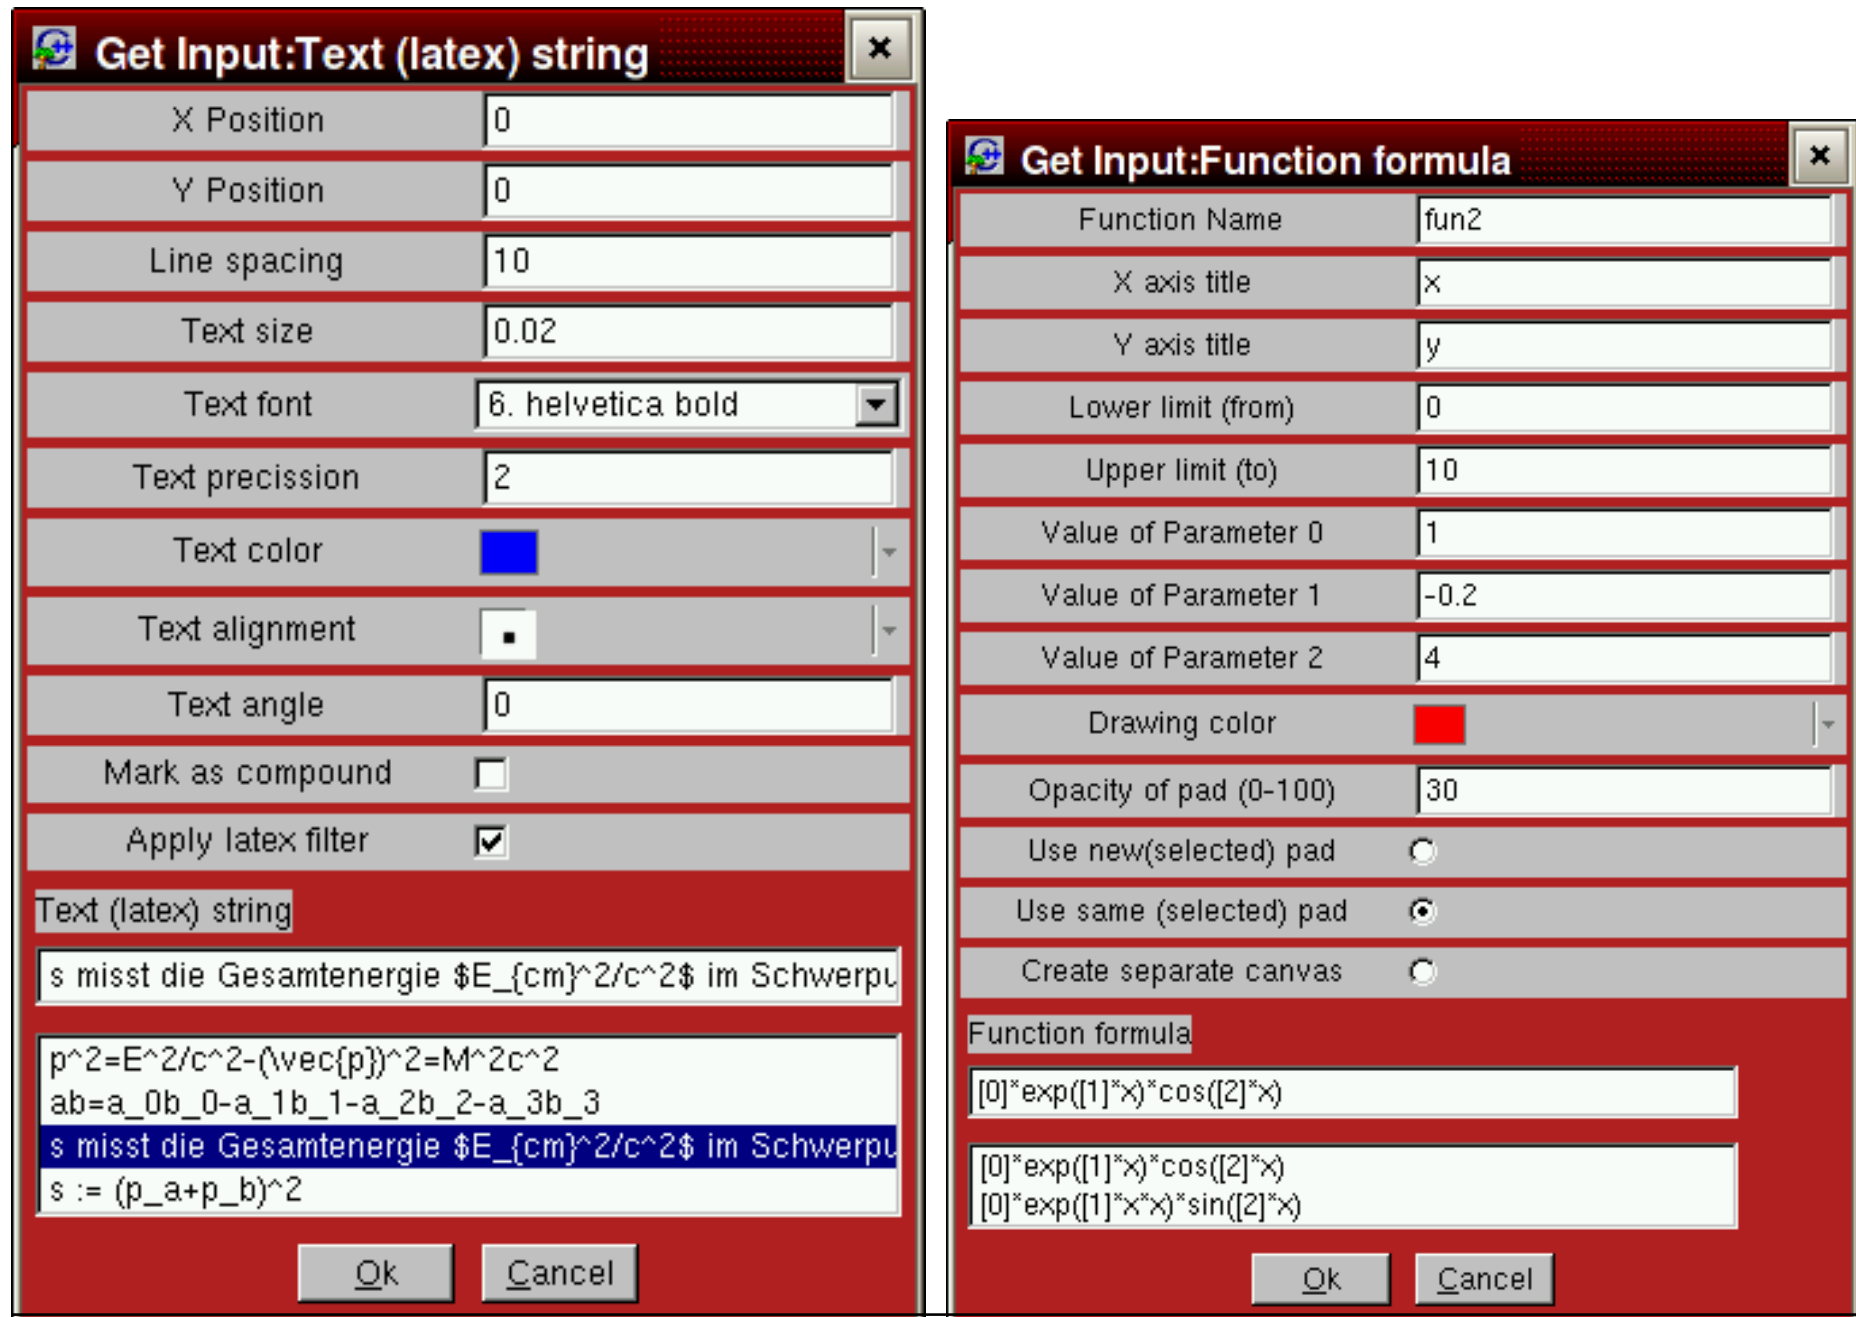 Get Input:Text (latex) string
X Position 0
Y Position 0
Line spacing 10
Text size 0.02
Text font 6. helvetica bold
Text precission 2
Text color
Text alignment
Text angle 0
Mark as compound
Apply latex filter
Text (latex) string
s misst die Gesamtenergie $E_{cm}^2/c^2$ im Schwerpu
p^2=E^2/c^2-(\vec{p})^2=M^2c^2
ab=a_0b_0-a_1b_1-a_2b_2-a_3b_3
s misst die Gesamtenergie $E_{cm}^2/c^2$ im Schwerpu
s := (p_a+p_b)^2
Ok Cancel
Get Input:Function formula
Function Name fun2
X axis title x
Y axis title y
Lower limit (from) 0
Upper limit (to) 10
Value of Parameter 0 1
Value of Parameter 1 -0.2
Value of Parameter 2 4
Drawing color
Opacity of pad (0-100) 30
Use new(selected) pad
Use same (selected) pad
Create separate canvas
Function formula
[0]*exp([1]*x)*cos([2]*x)
[0]*exp([1]*x)*cos([2]*x)
[0]*exp([1]*x*x)*sin([2]*x)
Ok Cancel